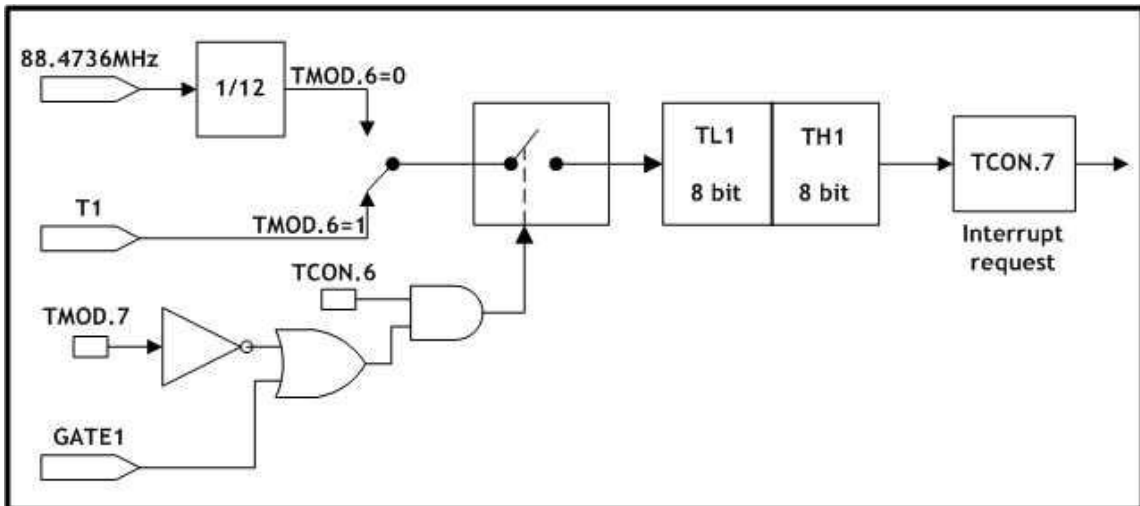 88.4736MHz
1/12
TMOD.6=0
TL1
8 bit
TH1
8 bit
TCON.7
T1
TMOD.6=1
Interrupt
request
TCON.6
TMOD.7
GATE1